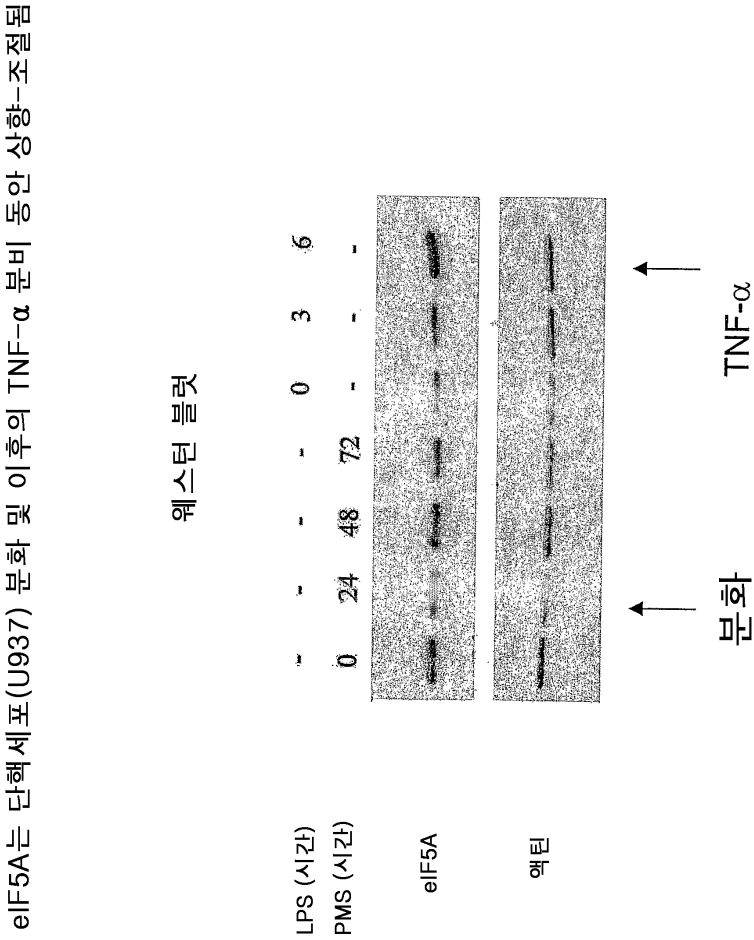 eIF5A는 단핵세포(U937) 분화 및 이후의 TNF-α 분비 동안 상향-조절됨
웨스턴 블럿
LPS (시간) - - - - 0 3 6
PMS (시간) 0 24 48 72 - - -
eIF5A
액틴
분화 TNF-α